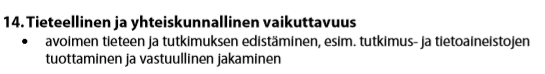 14. Tieteellinen ja yhteiskunnallinen vaikuttavuus
• avoimen tieteen ja tutkimuksen edistäminen, esim. tutkimus- ja tietoaineistojen
tuottaminen ja vastuullinen jakaminen